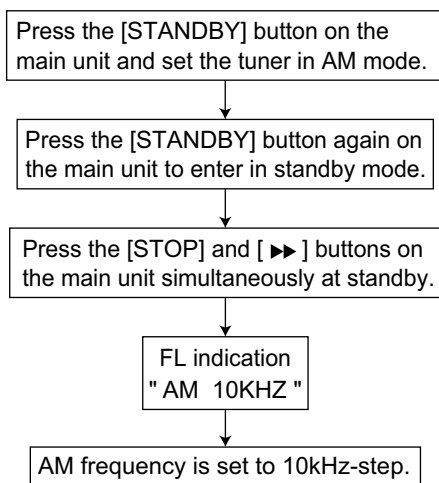 Press the [STANDBY] button on the
main unit and set the tuner in AM mode.
Press the [STANDBY] button again on
the main unit to enter in standby mode.
Press the [STOP] and [ ▶▶ ] buttons on
the main unit simultaneously at standby.
FL indication
" AM  10KHZ "
AM frequency is set to 10kHz-step.